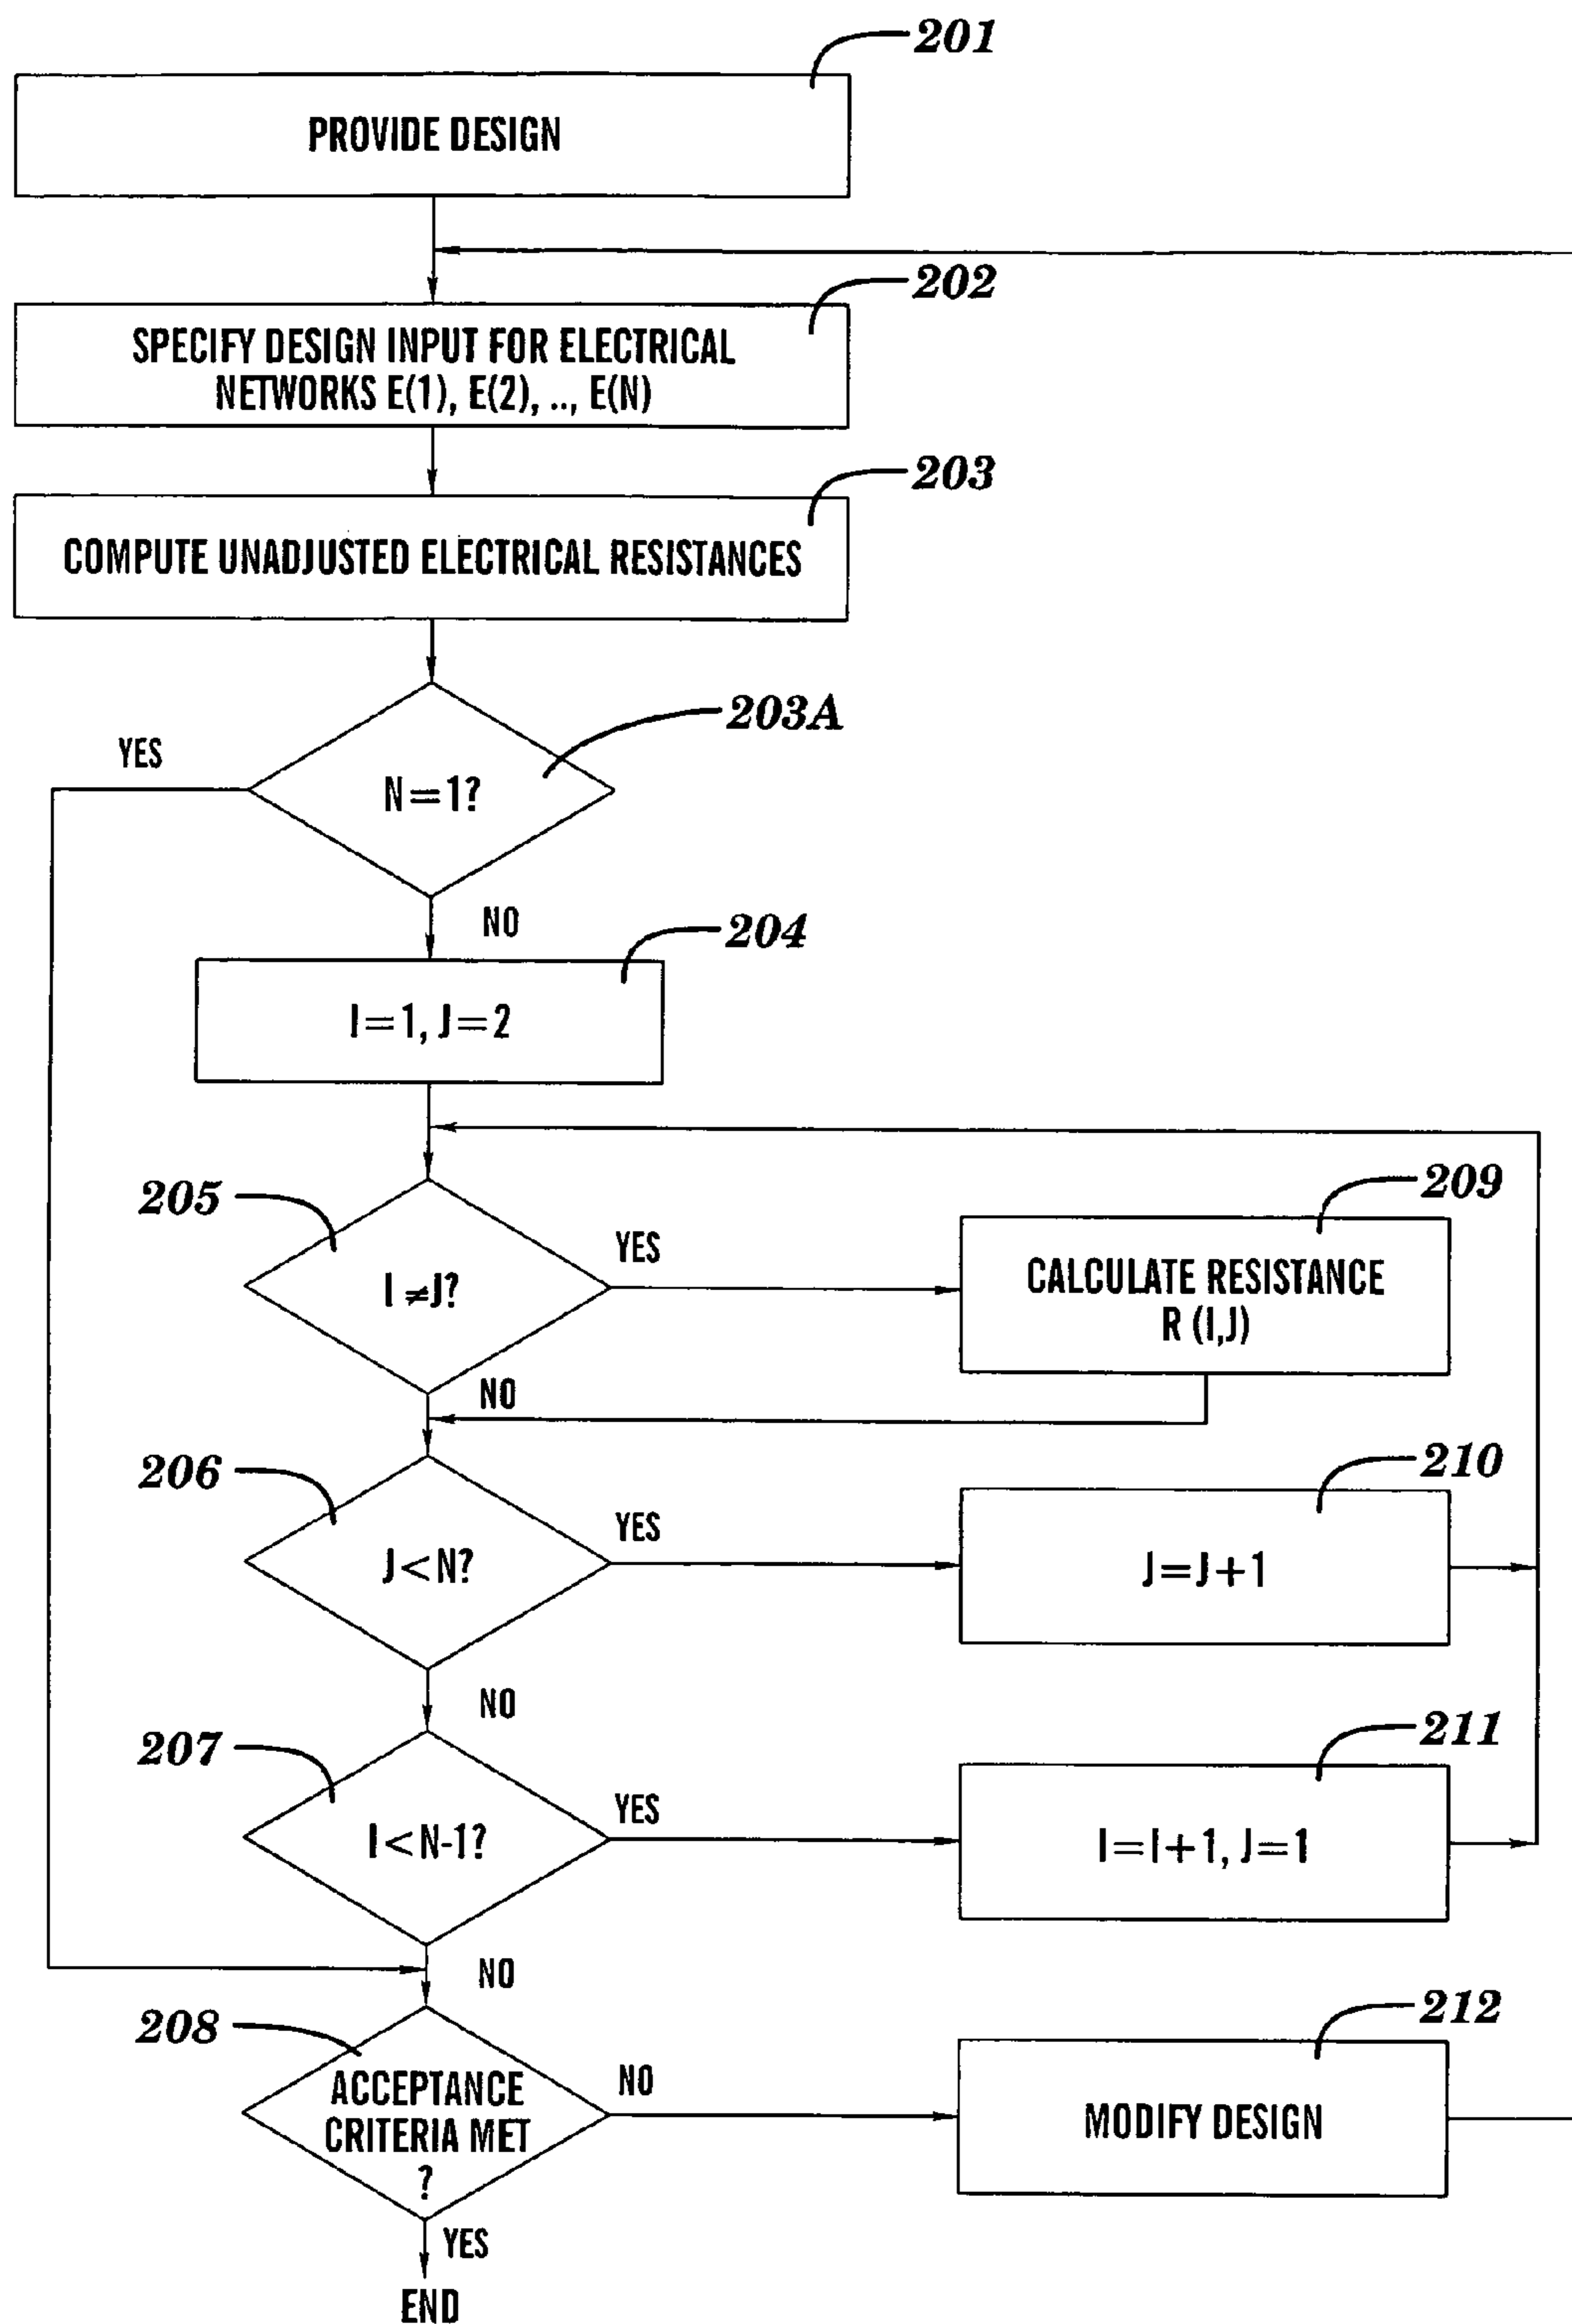 201
PROVIDE DESIGN
202
SPECIFY DESIGN INPUT FOR ELECTRICAL
NETWORKS E(1), E(2), .., E(N)
203
COMPUTE UNADJUSTED ELECTRICAL RESISTANCES
203A
YES
N=1?
NO
204
I=1, J=2
205
I≠J?
YES
209
CALCULATE RESISTANCE
R (I,J)
NO
206
J<N?
YES
210
J=J+1
NO
207
I<N-1?
YES
211
I=I+1, J=1
NO
208
ACCEPTANCE
CRITERIA MET
?
NO
212
MODIFY DESIGN
YES
END